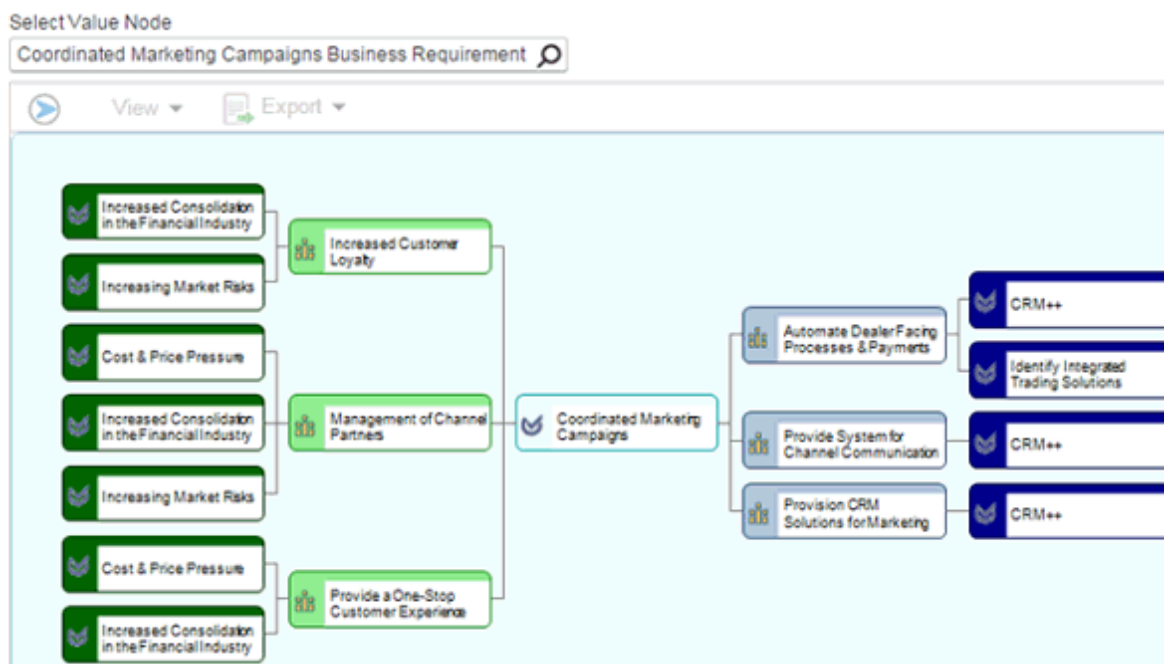 Select Value Node
Coordinated Marketing Campaigns Business Requirement
View
Export
Increased Consolidation
in the Financial Industry
Increasing Market Risks
Cost & Price Pressure
Increased Consolidation
in the Financial Industry
Increasing Market Risks
Cost & Price Pressure
Increased Consolidation
in the Financial Industry
Increased Customer
Loyalty
Management of Channel
Partners
Provide a One-Stop
Customer Experience
Coordinated Marketing
Campaigns
Automate Dealer Facing
Processes & Payments
Provide System for
Channel Communication
Provision CRM
Solutions for Marketing
CRM++
Identify Integrated
Trading Solutions
CRM++
CRM++